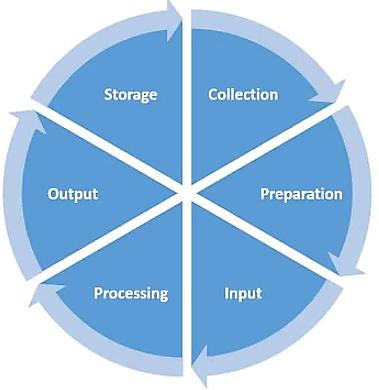 Storage
Collection
Output
Preparation
Processing
Input